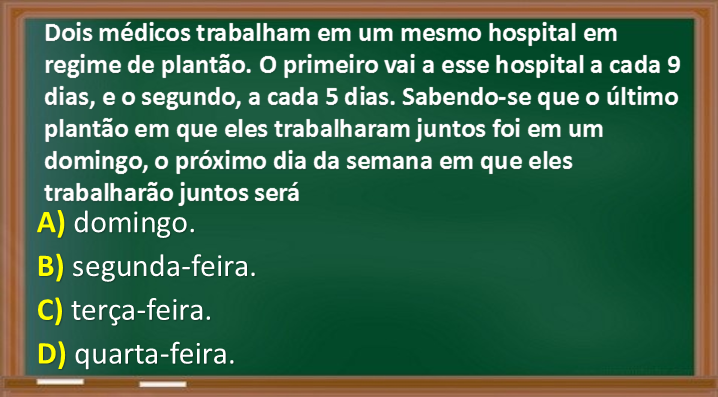 Dois médicos trabalham em um mesmo hospital em
regime de plantão. O primeiro vai a esse hospital a cada 9
dias, e o segundo, a cada 5 dias. Sabendo-se que o último
plantão em que eles trabalharam juntos foi em um
domingo, o próximo dia da semana em que eles
trabalharão juntos será
A) domingo.
B) segunda-feira.
C) terça-feira.
D) quarta-feira.